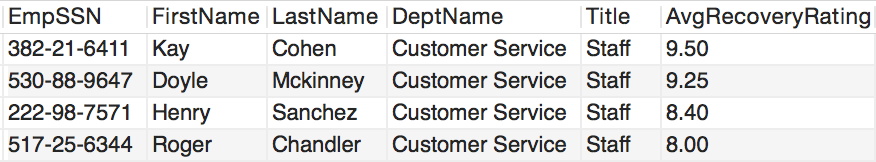 EmpSSN FirstName LastName DeptName Title AvgRecoveryRating
382-21-6411 Kay Cohen Customer Service Staff 9.50
530-88-9647 Doyle Mckinney Customer Service Staff 9.25
222-98-7571 Henry Sanchez Customer Service Staff 8.40
517-25-6344 Roger Chandler Customer Service Staff 8.00